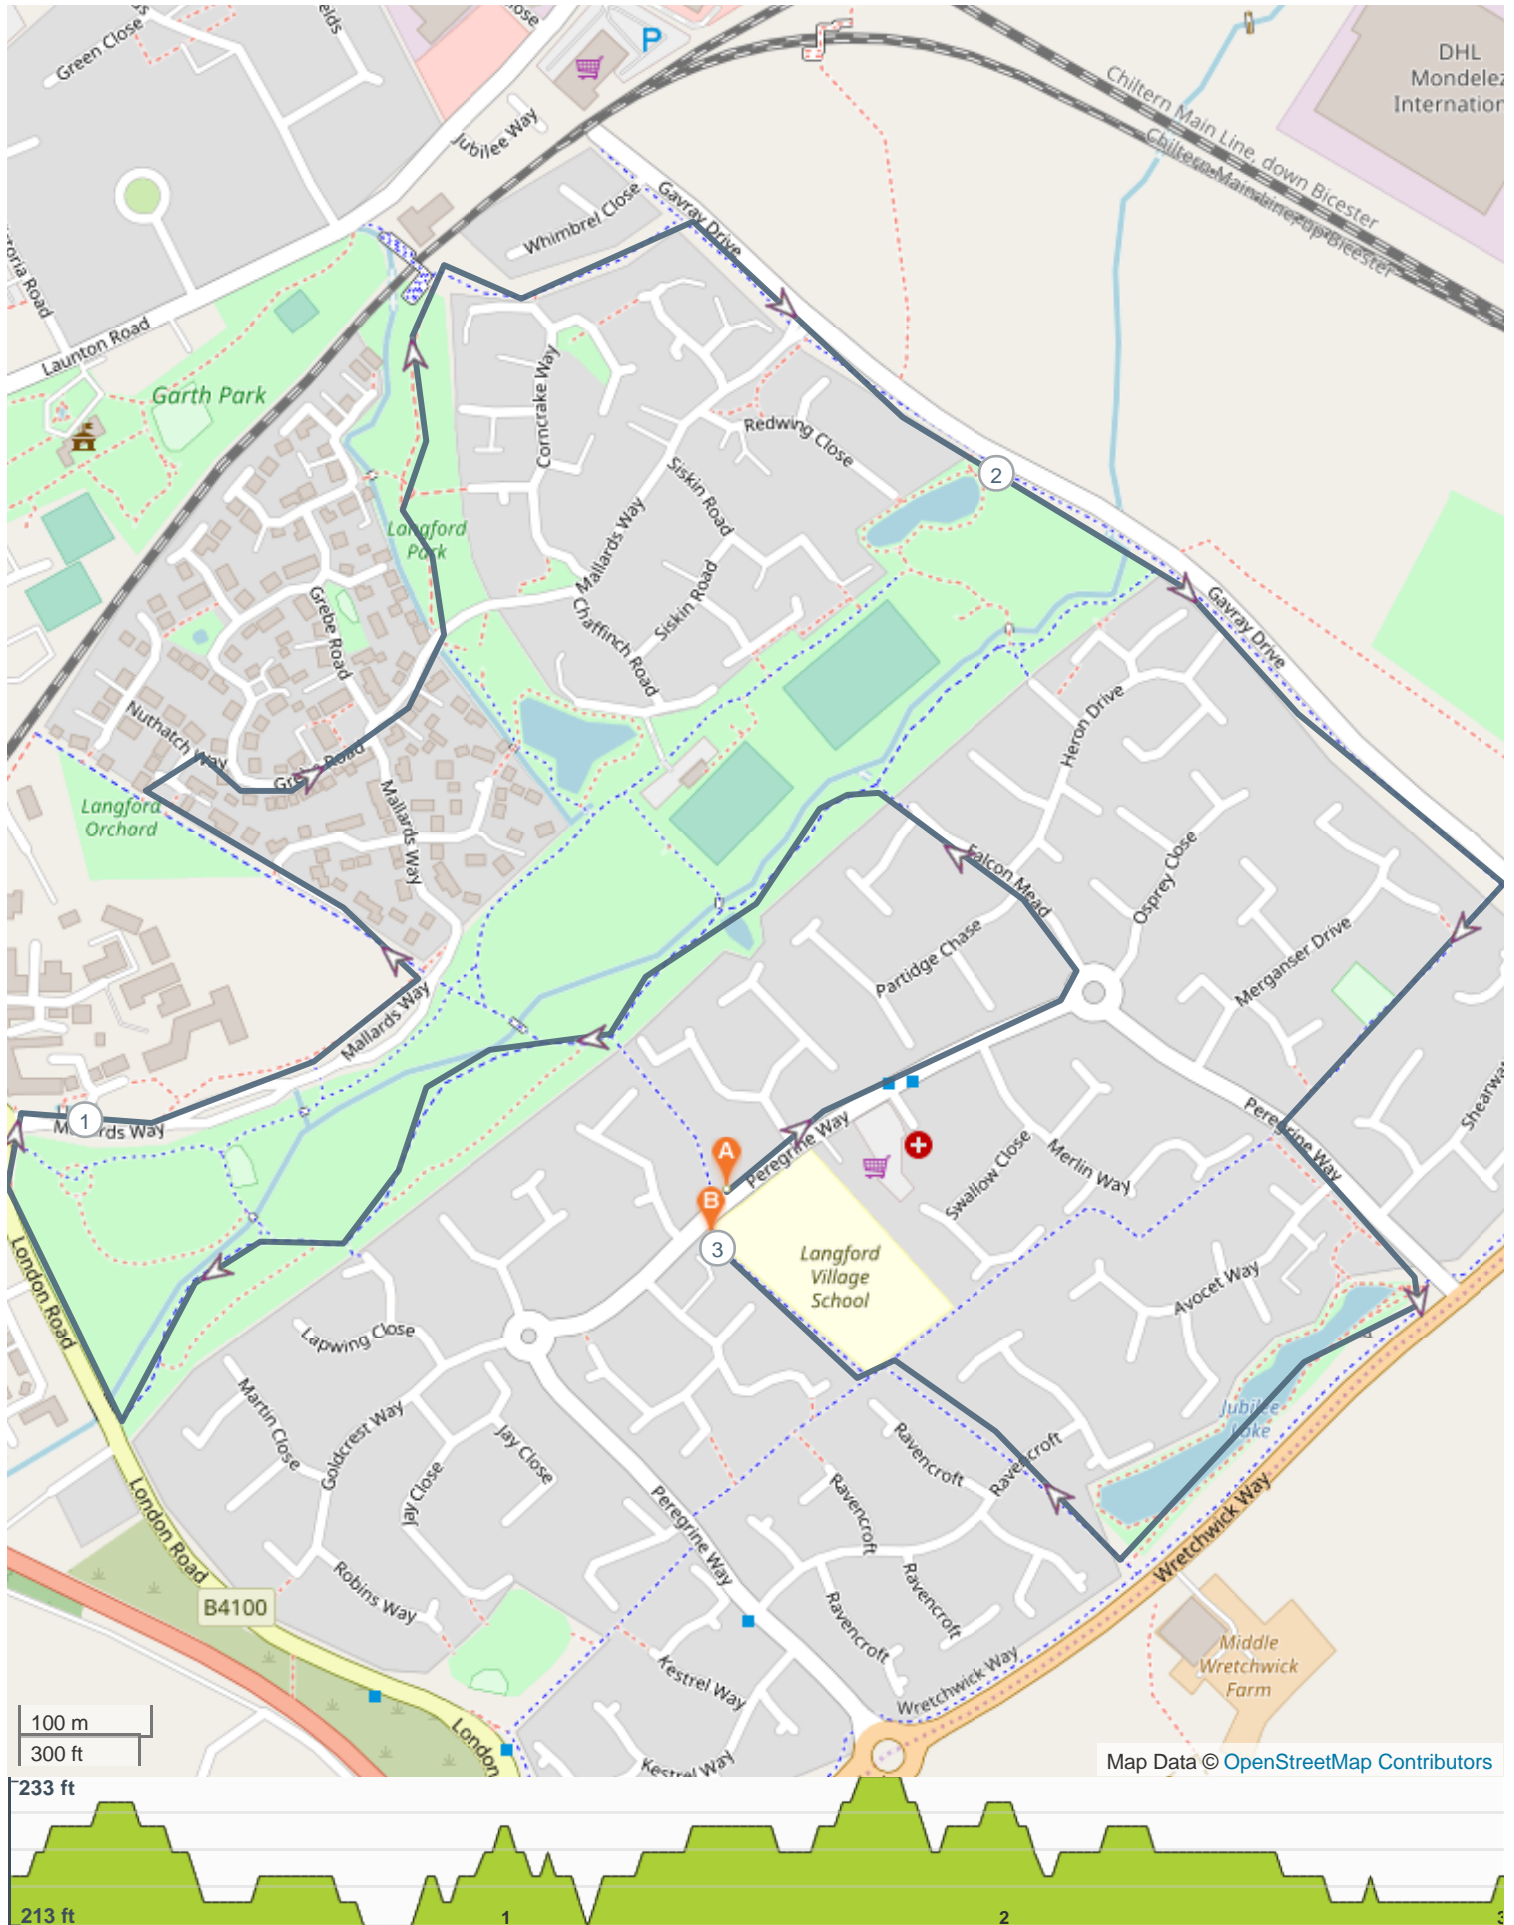 Green Close
P
DHL
Mondelez
Internation
Jubilee Way
Chiltern Main Line, down Bicester
Whimbrel Close
Gavray Drive
Launton Road
Garth Park
Corncrake Way
Redwing Close
Siskin Road
Mallards Way
Langford
Park
2
Siskin Road
Chaffinch Road
Grebe Road
Gavray Drive
Heron Drive
Nuthatch Way
Grebe Road
Langford
Orchard
Mallards Way
Falcon Mead
Osprey Close
Partidge Chase
Merganser Drive
Mallards Way
1
Mallards Way
Peregrine Way
Shearwa
A
Peregrine Way
Swallow Close
Merlin Way
B
3
Langford
Village
School
London Road
Avocet Way
Lapwing Close
Jubilee
Lake
Martin Close
Goldcrest Way
Jay Close
Jay Close
Ravencroft
Ravencroft
Ravencroft
Peregrine Way
Wretchwick Way
London Road
Robins Way
Ravencroft
Ravencroft
B4100
Kestrel Way
Wretchwick Way
Middle
Wretchwick
Farm
London
Kestrel Way
100 m
300 ft
Map Data © OpenStreetMap Contributors
233 ft
213 ft
1
2
3